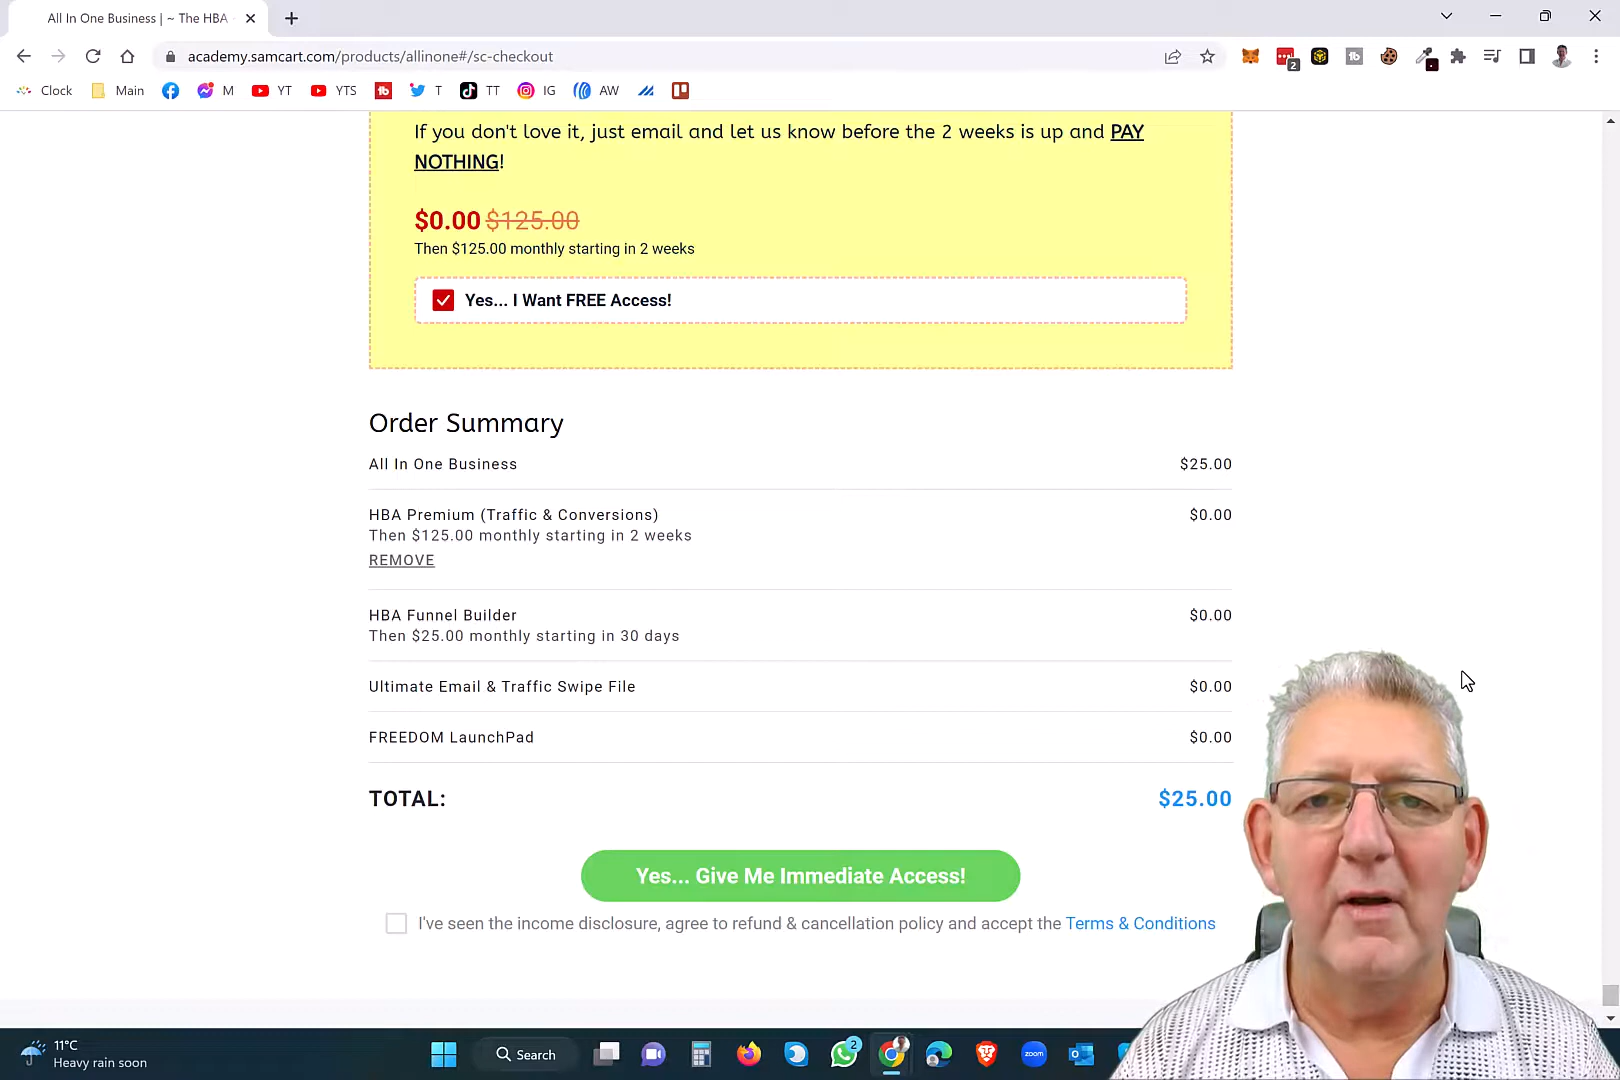 All In One Business | ~ The HBA
academy.samcart.com/products/allinone#/sc-checkout
2
Clock
Main
M
YT
YTS
T
TT
IG
AW
If you don't love it, just email and let us know before the 2 weeks is up and PAY
NOTHING!
$0.00 $125.00
Then $125.00 monthly starting in 2 weeks
Yes... I Want FREE Access!
Order Summary
All In One Business $25.00
HBA Premium (Traffic & Conversions) $0.00
Then $125.00 monthly starting in 2 weeks
REMOVE
HBA Funnel Builder $0.00
Then $25.00 monthly starting in 30 days
Ultimate Email & Traffic Swipe File $0.00
FREEDOM LaunchPad $0.00
TOTAL: $25.00
Yes... Give Me Immediate Access!
I've seen the income disclosure, agree to refund & cancellation policy and accept the Terms & Conditions
11°C
Heavy rain soon
Search
2
zoom